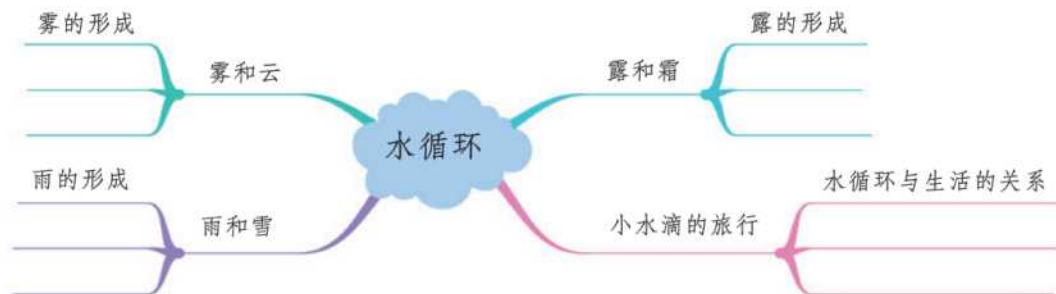 雾的形成
雾和云
雨的形成
雨和雪
水循环
露的形成
露和霜
水循环与生活的关系
小水滴的旅行